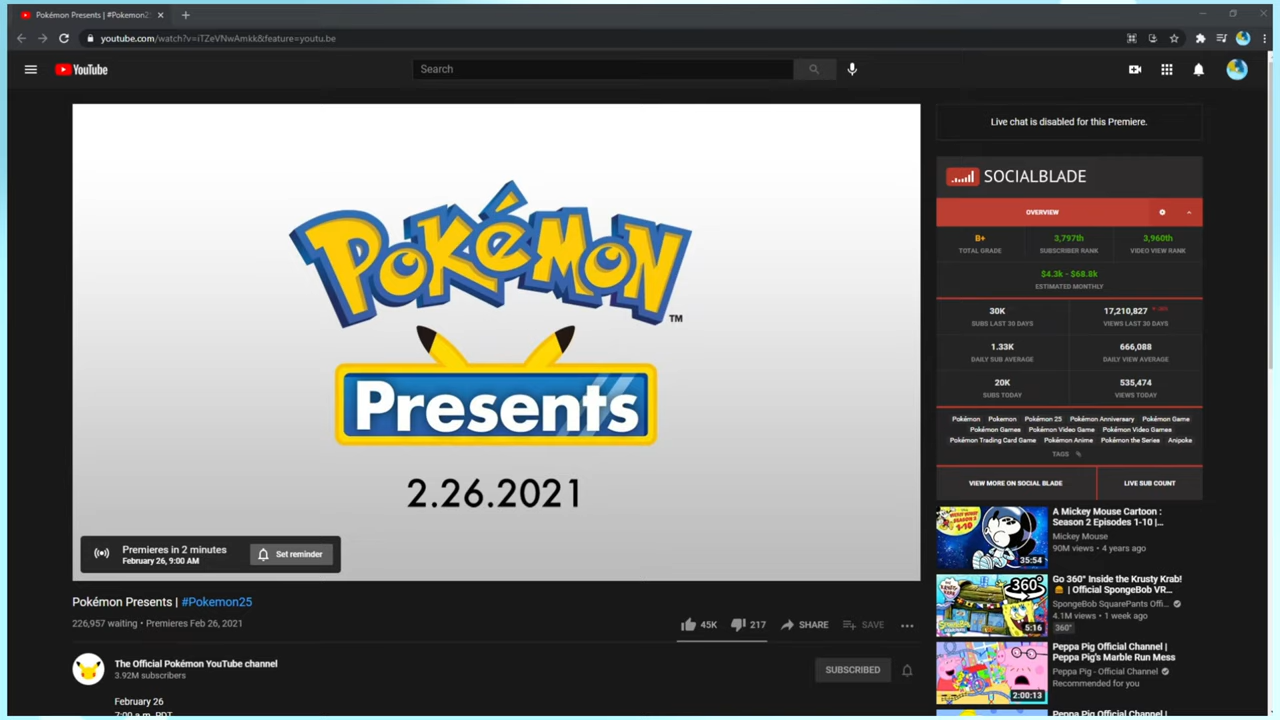 Pokémon Presents | #Pokemon2
youtube.com/watch?v=iTZeVNwAmkk&feature=youtu.be
YouTube
Search
Live chat is disabled for this Premiere.
POKéMON
TM
Presents
2.26.2021
Premieres in 2 minutes
February 26, 9:00 AM
Set reminder
Pokémon Presents | #Pokemon25
226,957 waiting • Premieres Feb 26, 2021
45K
217
SHARE
SAVE
The Official Pokémon YouTube channel
3.92M subscribers
SUBSCRIBED
February 26
7:00 a.m. PDT
SOCIALBLADE
OVERVIEW
B+ 3,797th 3,960th
TOTAL GRADE SUBSCRIBER RANK VIDEO VIEW RANK
$4.3k - $68.8k
ESTIMATED MONTHLY
30K 17,210,827
SUBS LAST 30 DAYS VIEWS LAST 30 DAYS
1.33K 666,088
DAILY SUB AVERAGE DAILY VIEW AVERAGE
20K 535,474
SUBS TODAY VIEWS TODAY
Pokémon Pokemon Pokémon 25 Pokémon Anniversary Pokémon Game
Pokémon Games Pokémon Video Game Pokémon Video Games
Pokémon Trading Card Game Pokémon Anime Pokémon the Series Anipoke
TAGS
VIEW MORE ON SOCIAL BLADE LIVE SUB COUNT
35:54
A Mickey Mouse Cartoon :
Season 2 Episodes 1-10 |...
Mickey Mouse
90M views • 4 years ago
360°
5:16
Go 360° Inside the Krusty Krab!
| Official SpongeBob VR...
SpongeBob SquarePants Offi...
4.1M views • 1 week ago
360°
2:00:13
Peppa Pig Official Channel |
Peppa Pig's Marble Run Mess
Peppa Pig - Official Channel
Recommended for you
Peppa Pig Official Channel |